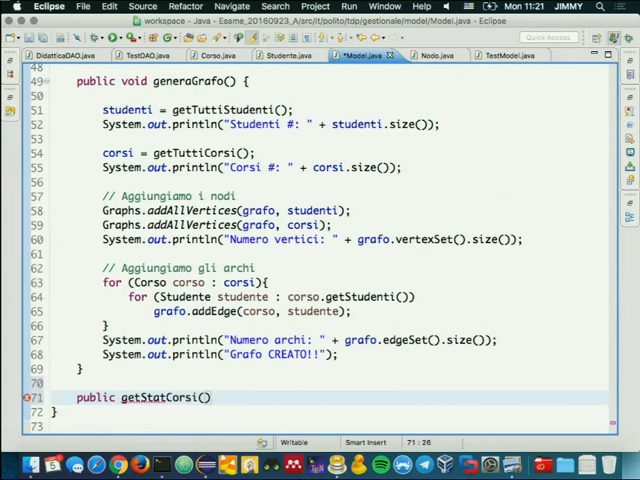 Eclipse File Edit Source Refactor Navigate Search Project Run Window Help Mon 11:21 JIMMY
workspace - Java - Esame_20160923_A/src/it/polito/tdp/gestionale/model/Model.java - Eclipse
Quick Access
DidatticaDAO.java TestDAO.java Corso.java Studente.java *Model.java Nodo.java TestModel.java
48
49 public void generaGrafo() {
50
51 studenti = getTuttiStudenti();
52 System.out.println("Studenti #: " + studenti.size());
53
54 corsi = getTuttiCorsi();
55 System.out.println("Corsi #: " + corsi.size());
56
57 // Aggiungiamo i nodi
58 Graphs.addAllVertices(grafo, studenti);
59 Graphs.addAllVertices(grafo, corsi);
60 System.out.println("Numero vertici: " + grafo.vertexSet().size());
61
62 // Aggiungiamo gli archi
63 for (Corso corso : corsi){
64 for (Studente studente : corso.getStudenti())
65 grafo.addEdge(corso, studente);
66 }
67 System.out.println("Numero archi: " + grafo.edgeSet().size());
68 System.out.println("Grafo CREATO!!");
69 }
70
71 public getStatCorsi()
72 }
73
Writable Smart Insert 71 : 26